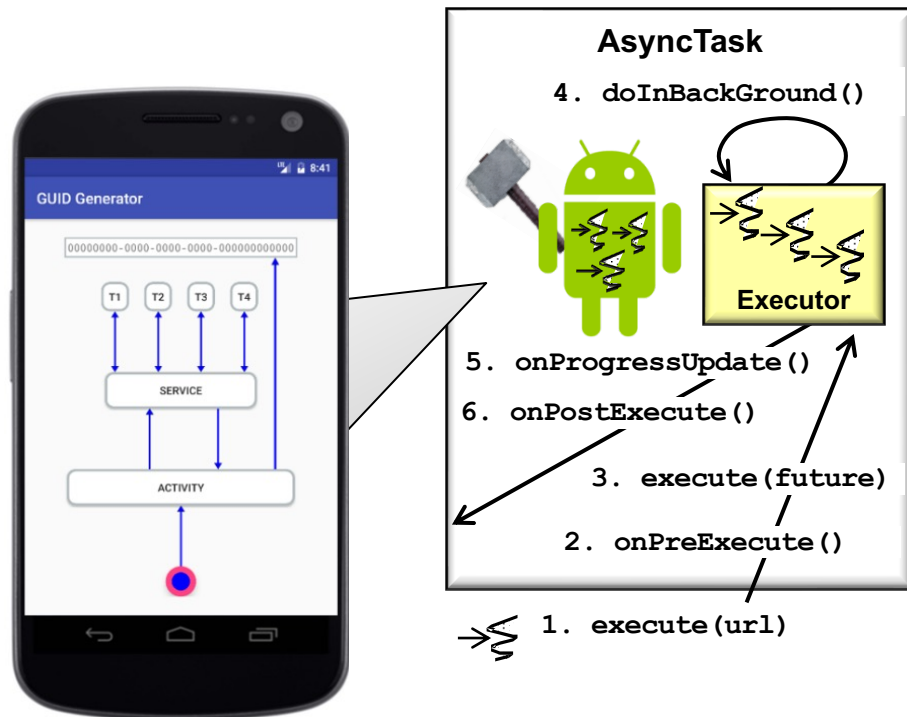 AsyncTask
4. doInBackGround()
Executor
5. onProgressUpdate()
6. onPostExecute()
3. execute(future)
2. onPreExecute()
1. execute(url)
LTE 8:41
GUID Generator
00000000-0000-0000-0000-000000000000
T1 T2 T3 T4
SERVICE
ACTIVITY